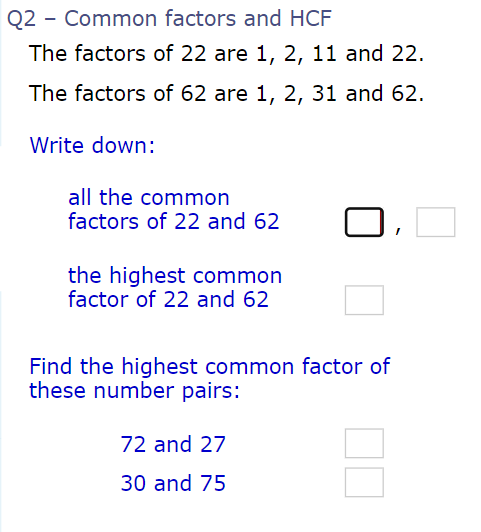 Q2 – Common factors and HCF
The factors of 22 are 1, 2, 11 and 22.
The factors of 62 are 1, 2, 31 and 62.
Write down:
all the common
factors of 22 and 62
,
the highest common
factor of 22 and 62
Find the highest common factor of
these number pairs:
72 and 27
30 and 75